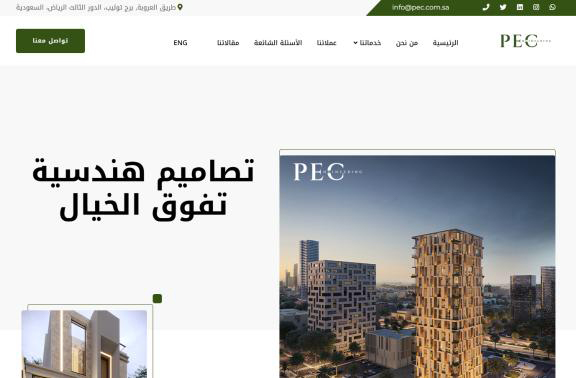 طريق العروبة, برج توليب, الدور الثالث الرياض, السعودية
info@pec.com.sa
PEC
الرئيسية
من نحن
خدماتنا
عملائنا
الأسئلة الشائعة
مقالاتنا
ENG
تواصل معنا
تصاميم هندسية
تفوق الخيال
PEC ENGINEERING